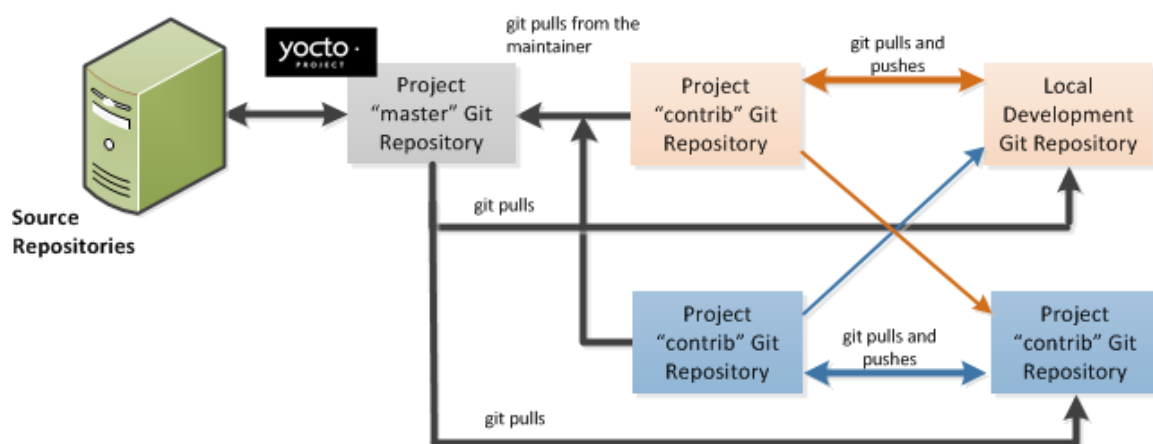 yocto ·
PROJECT
git pulls from the
maintainer
git pulls and
pushes
Project
“master” Git
Repository
Project
“contrib” Git
Repository
Local
Development
Git Repository
Source
Repositories
git pulls
Project
“contrib” Git
Repository
git pulls and
pushes
Project
“contrib” Git
Repository
git pulls